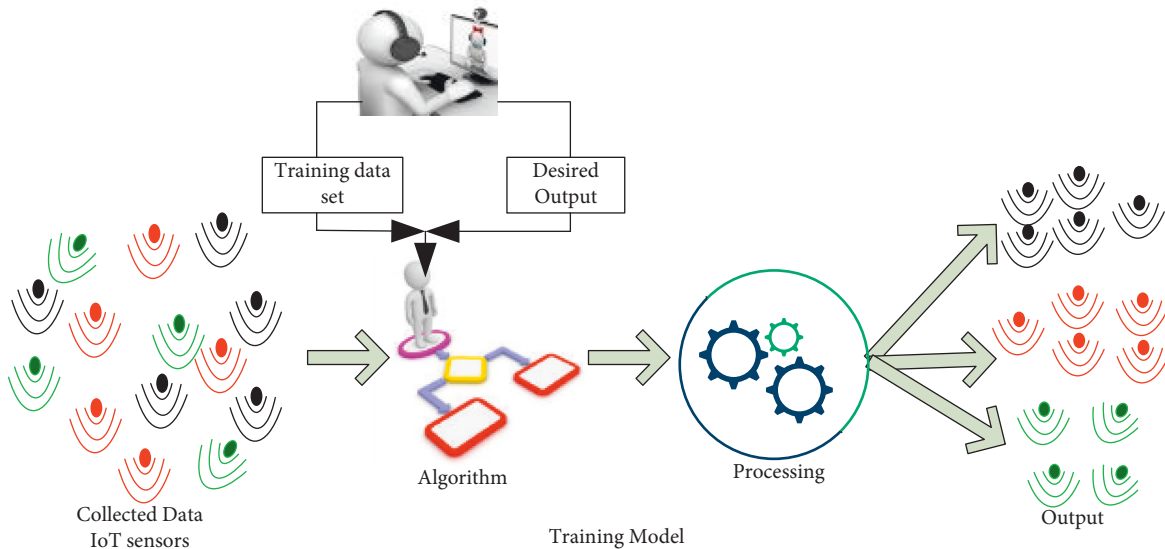 Training data
set
Desired
Output
Algorithm
Processing
Collected Data
IoT sensors
Output
Training Model